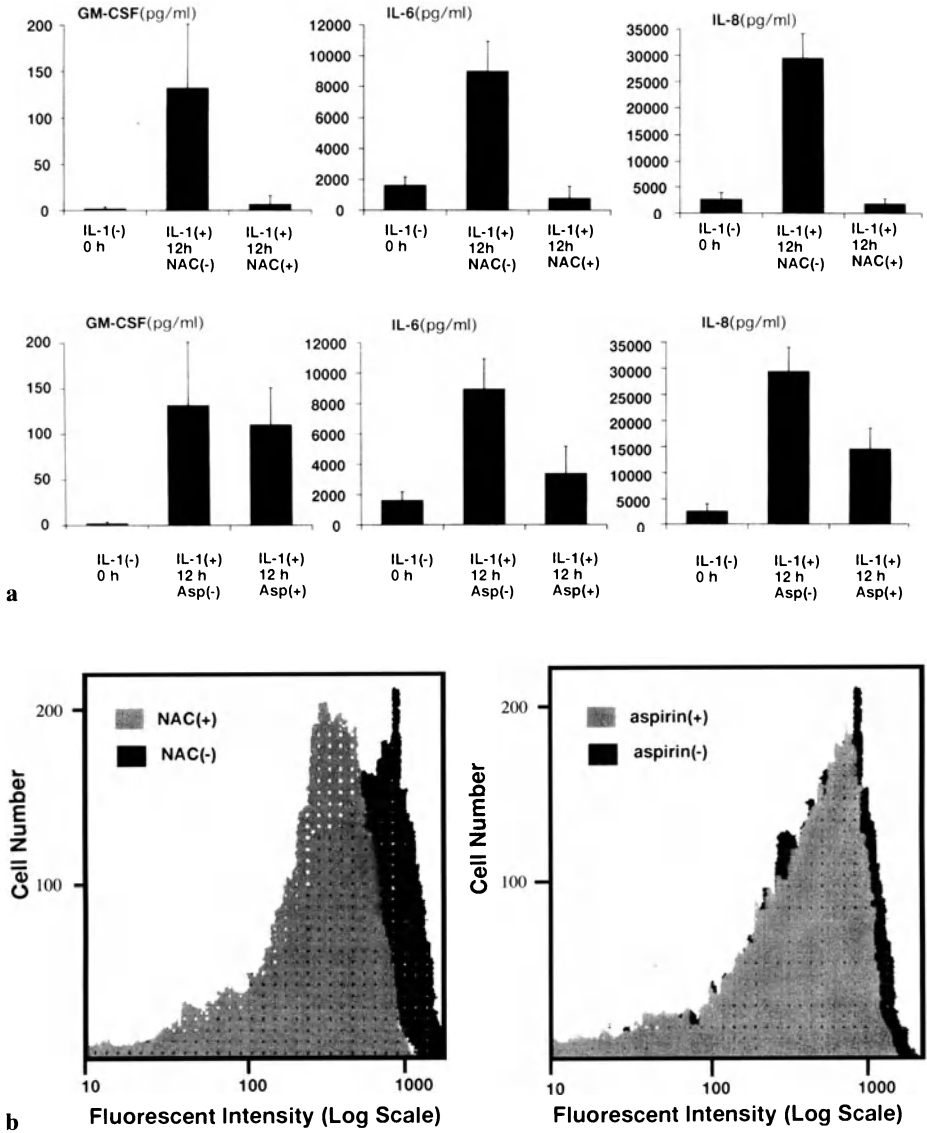 GM-CSF(pg/ml)
200
150
100
50
0
IL-1(-)
0 h
IL-1(+)
12h
NAC(-)
IL-1(+)
12h
NAC(+)
IL-6(pg/ml)
12000
10000
8000
6000
4000
2000
0
IL-1(-)
0 h
IL-1(+)
12h
NAC(-)
IL-1(+)
12h
NAC(+)
IL-8(pg/ml)
35000
30000
25000
20000
15000
10000
5000
0
IL-1(-)
0 h
IL-1(+)
12h
NAC(-)
IL-1(+)
12h
NAC(+)
GM-CSF(pg/ml)
200
150
100
50
0
IL-1(-)
0 h
IL-1(+)
12 h
Asp(-)
IL-1(+)
12 h
Asp(+)
IL-6(pg/ml)
12000
10000
8000
6000
4000
2000
0
IL-1(-)
0 h
IL-1(+)
12 h
Asp(-)
IL-1(+)
12 h
Asp(+)
IL-8(pg/ml)
35000
30000
25000
20000
15000
10000
5000
0
IL-1(-)
0 h
IL-1(+)
12 h
Asp(-)
IL-1(+)
12 h
Asp(+)
a
Cell Number
200
100
NAC(+)
NAC(-)
10 100 1000
Fluorescent Intensity (Log Scale)
Cell Number
200
100
aspirin(+)
aspirin(-)
10 100 1000
Fluorescent Intensity (Log Scale)
b